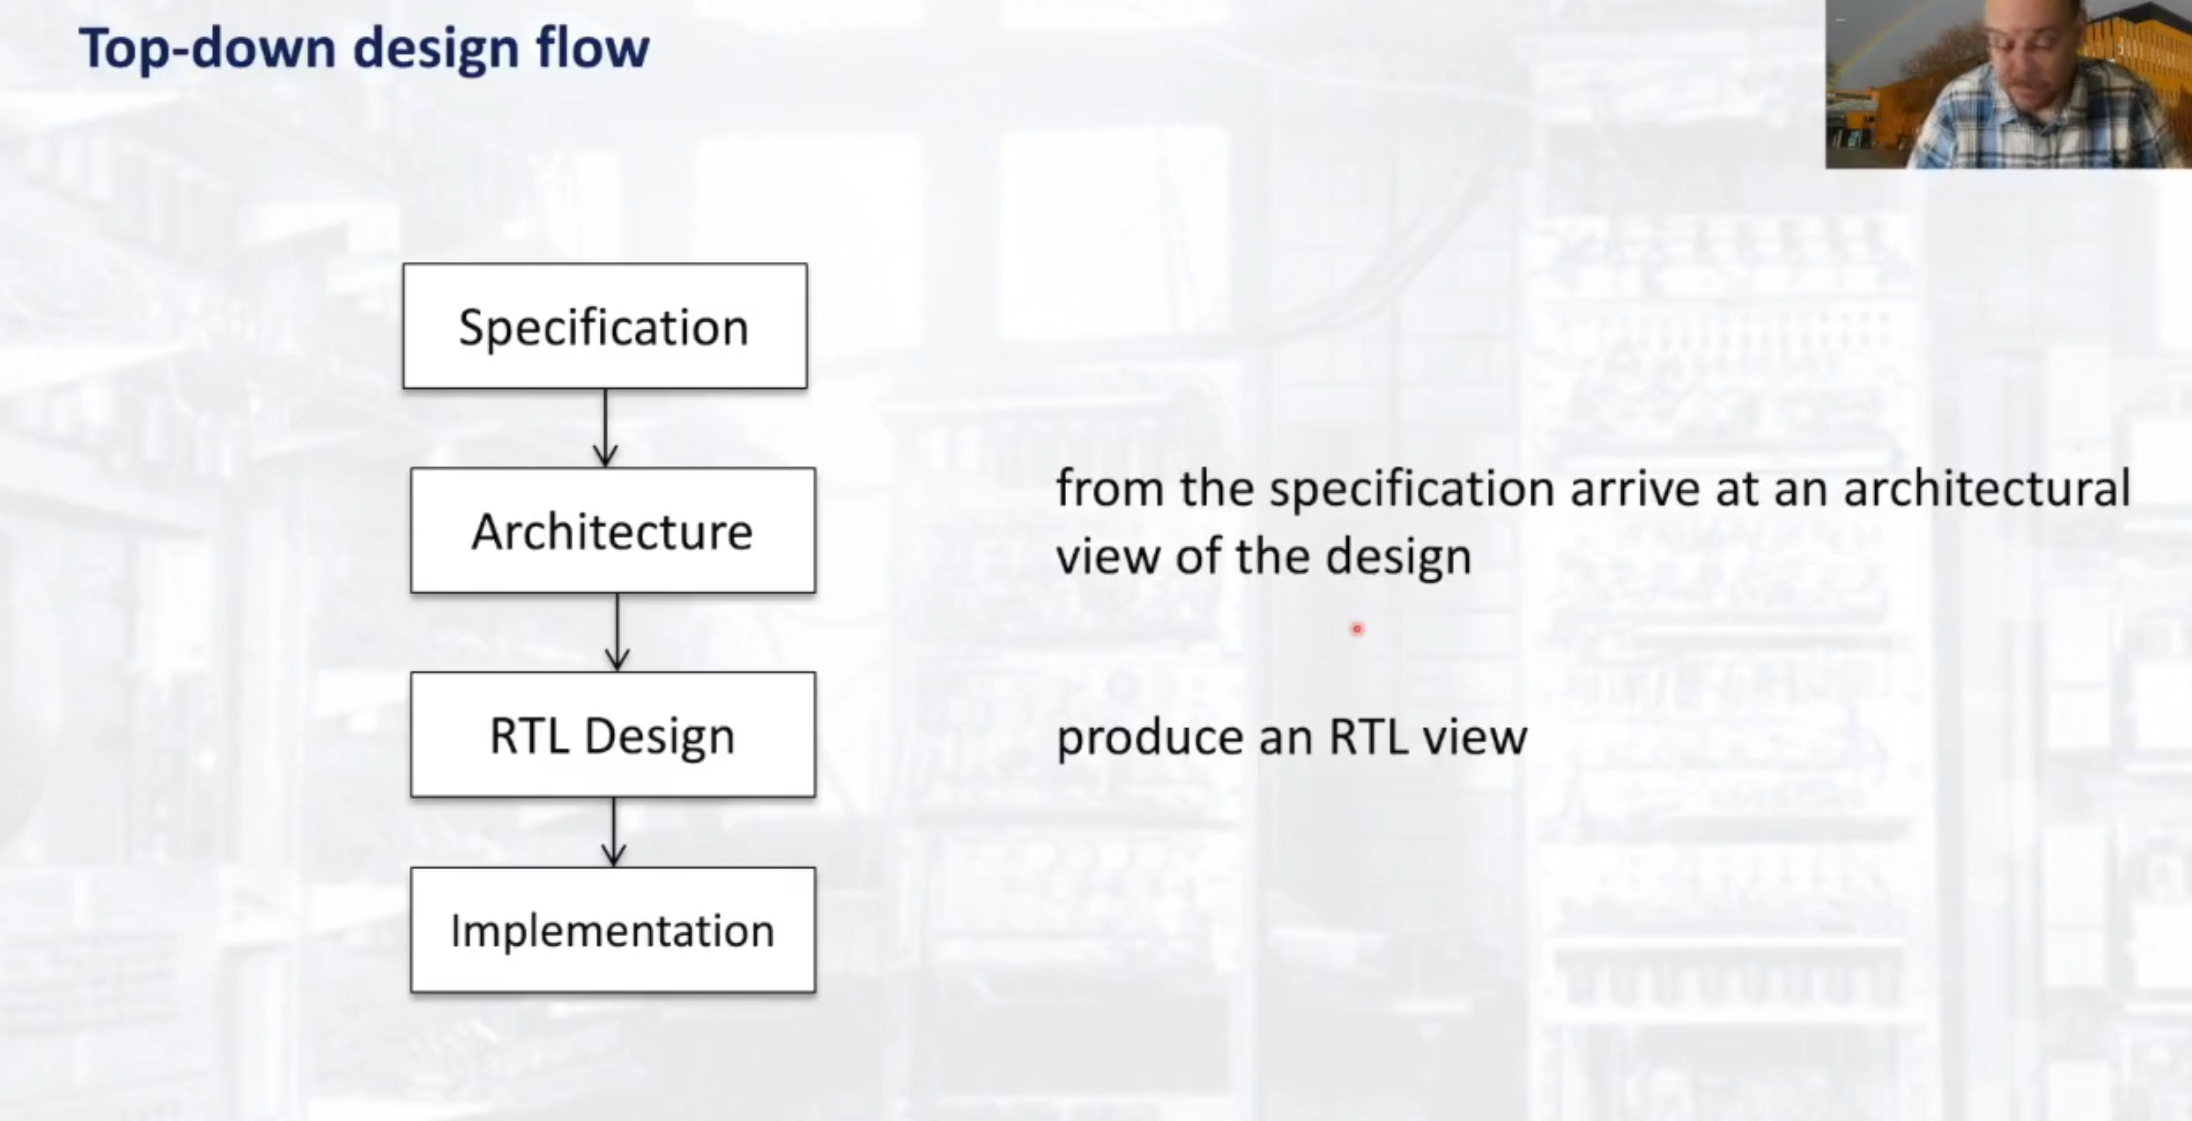 Top-down design flow
Specification
Architecture
from the specification arrive at an architectural
view of the design
RTL Design
produce an RTL view
Implementation